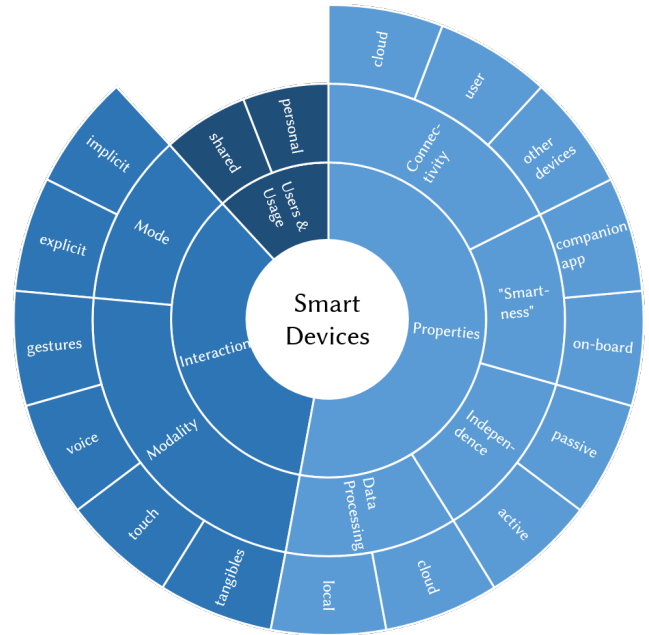 Smart
Devices
Properties
Connec-
tivity
cloud
user
other
devices
"Smart-
ness"
companion
app
on-board
Indepen-
dence
passive
active
Data
Processing
cloud
local
Interaction
Modality
tangibles
touch
voice
gestures
Mode
explicit
implicit
Users &
Usage
shared
personal